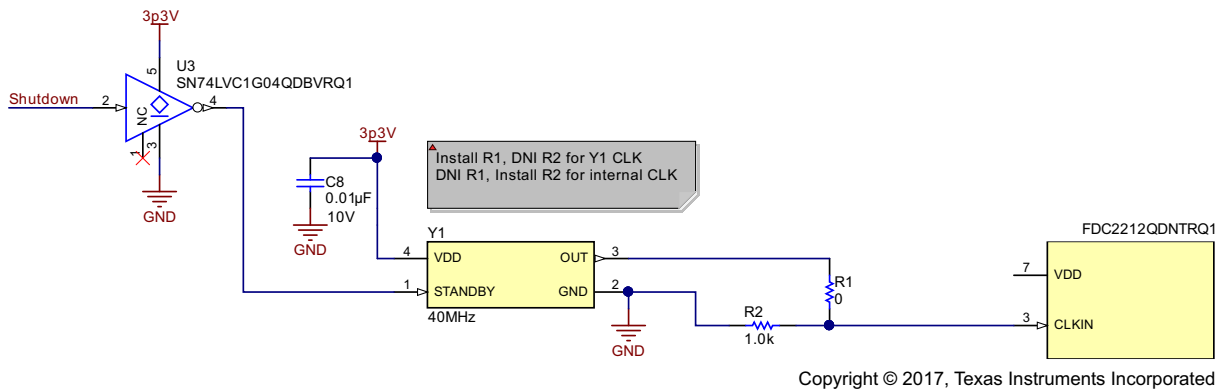 3p3V
U3
SN74LVC1G04QDBVRQ1
5
Shutdown
2
4
NC
1
3
GND
3p3V
C8
0.01µF
10V
GND
Install R1, DNI R2 for Y1 CLK
DNI R1, Install R2 for internal CLK
Y1
4
VDD
OUT
3
1
STANDBY
GND
2
40MHz
GND
R1
0
R2
1.0k
FDC2212QDNTRQ1
7
VDD
3
CLKIN
Copyright © 2017, Texas Instruments Incorporated